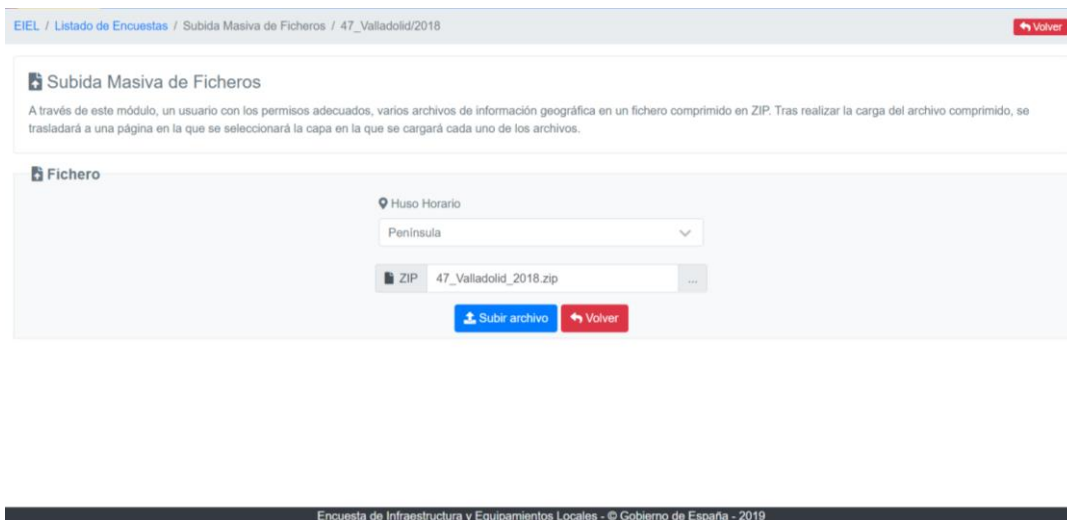 EIEL / Listado de Encuestas / Subida Masiva de Ficheros / 47_Valladolid/2018
Volver
Subida Masiva de Ficheros
A través de este módulo, un usuario con los permisos adecuados, varios archivos de información geográfica en un fichero comprimido en ZIP. Tras realizar la carga del archivo comprimido, se
trasladará a una página en la que se seleccionará la capa en la que se cargará cada uno de los archivos.
Fichero
Huso Horario
Península
ZIP 47_Valladolid_2018.zip ...
Subir archivo Volver
Encuesta de Infraestructura y Equipamientos Locales - © Gobierno de España - 2019